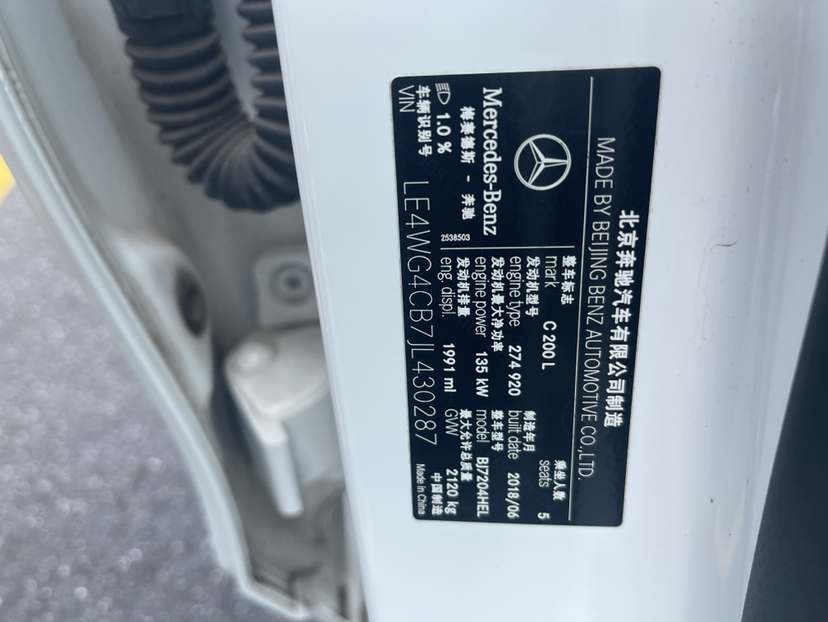 北京奔驰汽车有限公司制造
MADE BY BEIJING BENZ AUTOMOTIVE CO.,LTD.
整车标志
mark C 200 L
乘坐人数
seats 5
发动机型号
engine type 274 920
制造年月
built date 2018/06
Mercedes-Benz
梅赛德斯 - 奔驰
2538503
发动机最大净功率
engine power 135 kW
整车型号
model BJ7204HEL
1.0 %
发动机排量
eng. displ. 1991 ml
最大允许总质量
GVW 2120 kg
车辆识别号
VIN LE4WG4CB7JL430287
中国制造
Made in China